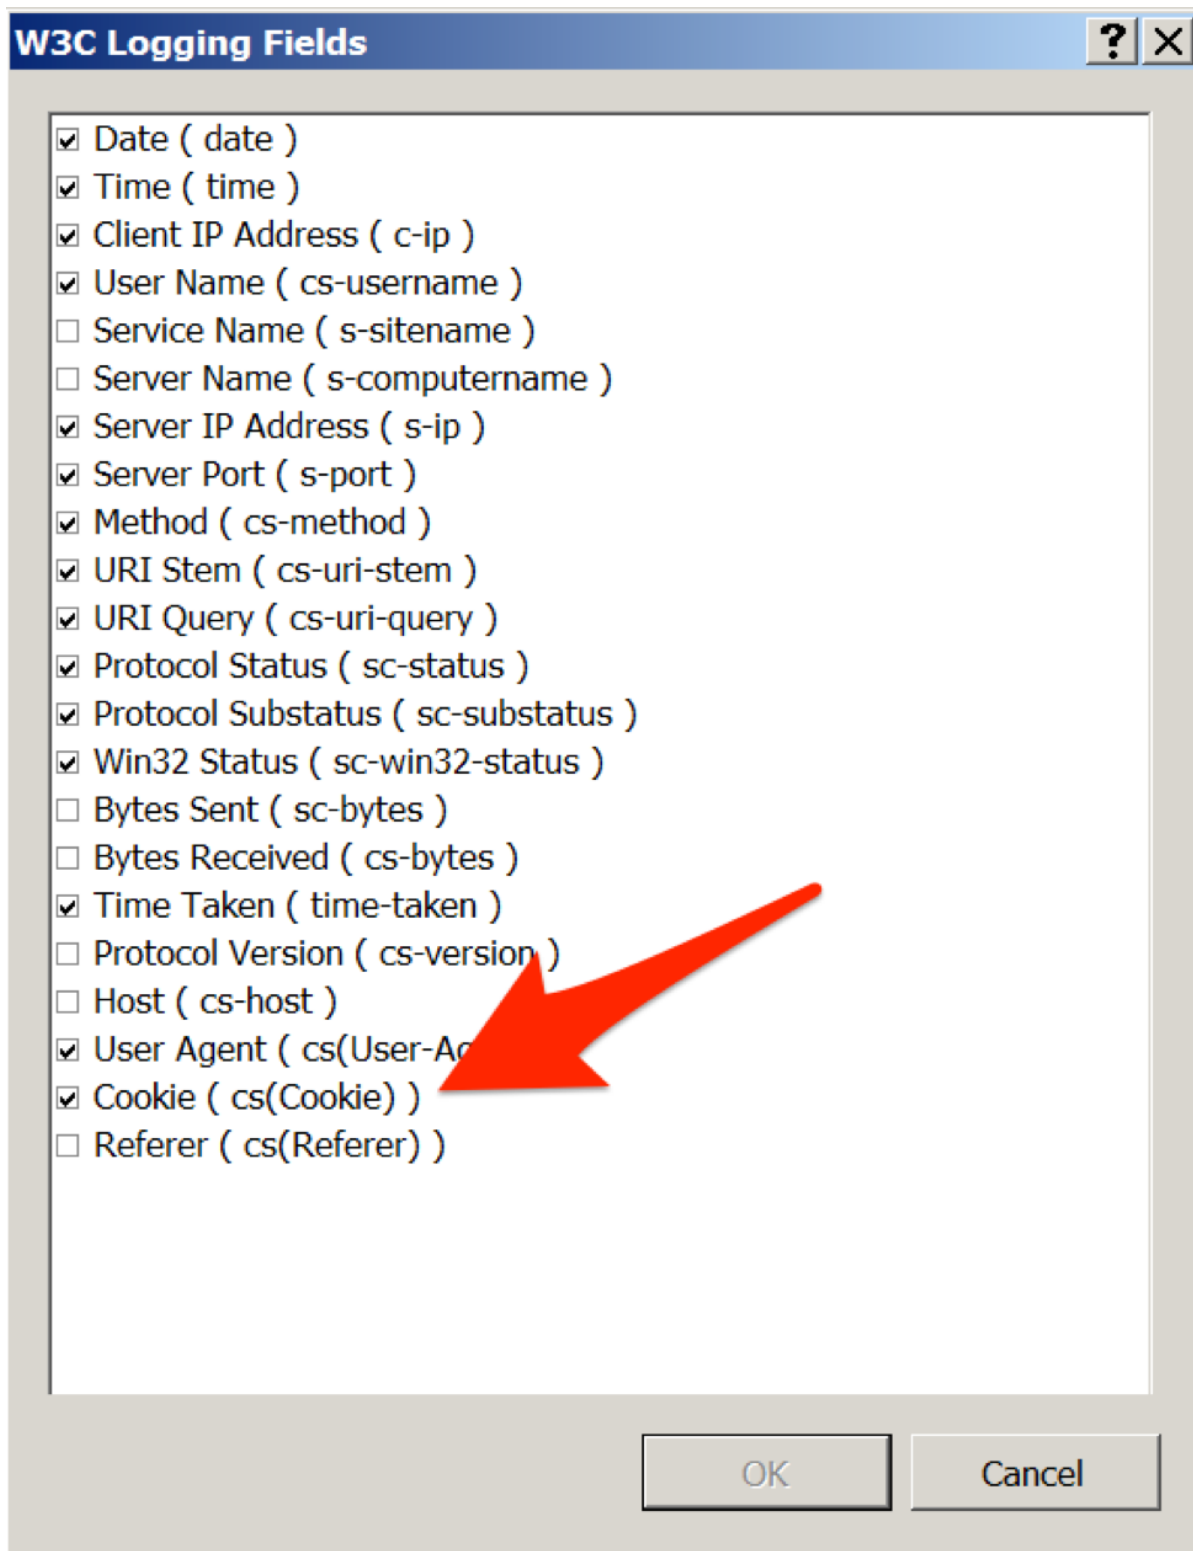 W3C Logging Fields
Date ( date )
Time ( time )
Client IP Address ( c-ip )
User Name ( cs-username )
Service Name ( s-sitename )
Server Name ( s-computername )
Server IP Address ( s-ip )
Server Port ( s-port )
Method ( cs-method )
URI Stem ( cs-uri-stem )
URI Query ( cs-uri-query )
Protocol Status ( sc-status )
Protocol Substatus ( sc-substatus )
Win32 Status ( sc-win32-status )
Bytes Sent ( sc-bytes )
Bytes Received ( cs-bytes )
Time Taken ( time-taken )
Protocol Version ( cs-version )
Host ( cs-host )
User Agent ( cs(User-
Cookie ( cs(Cookie) )
Referer ( cs(Referer) )
OK Cancel